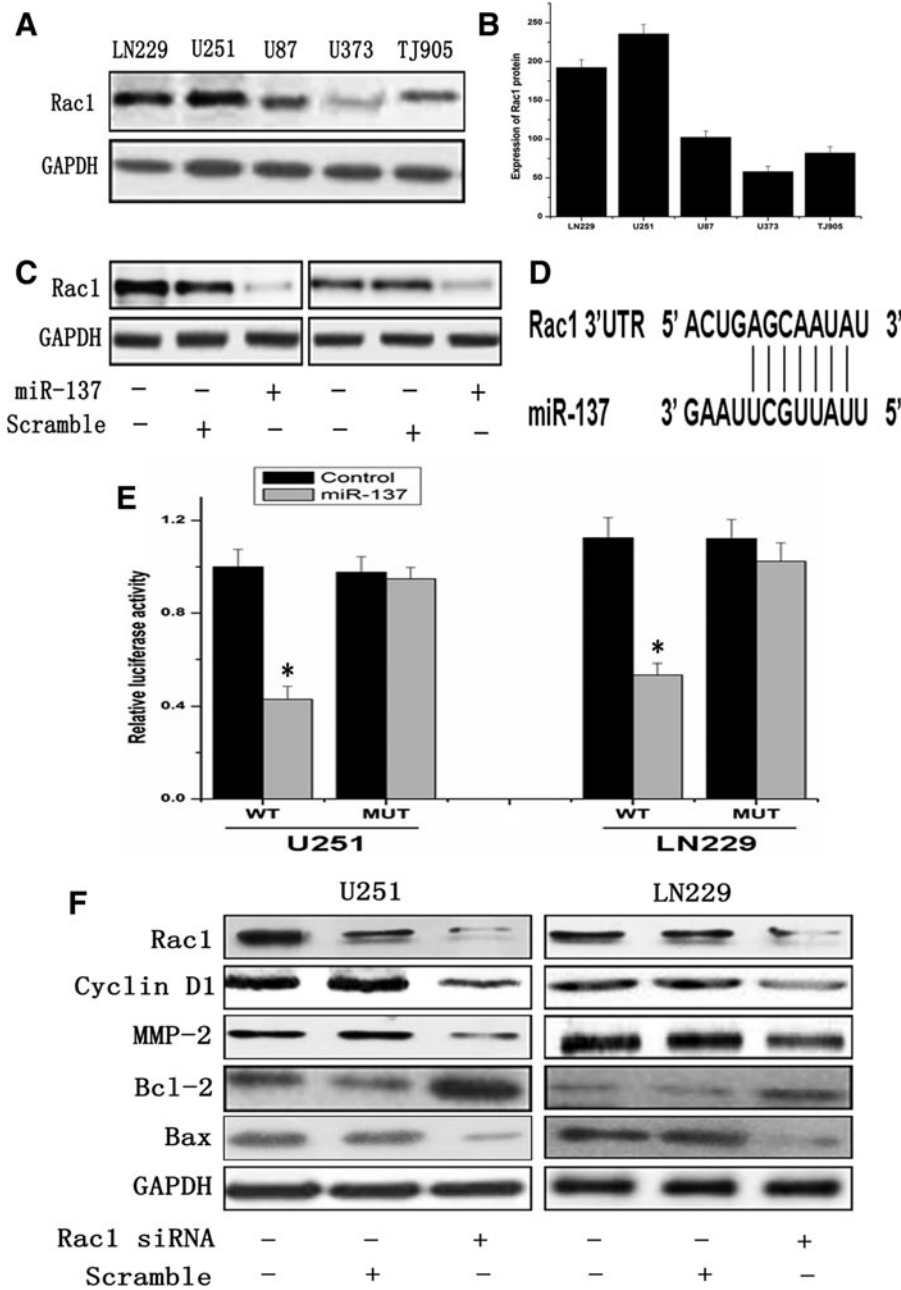 A
LN229 U251 U87 U373 TJ905
Rac1
GAPDH
B
Expression of Rac1 protein
250
200
150
100
50
0
LN229 U251 U87 U373 TJ905
C
Rac1
GAPDH
miR-137 − − + − − +
Scramble − + − − + −
D
Rac1 3'UTR 5' ACUGAGCAAUAU 3'
miR-137 3' GAAUUCGUUAUU 5'
E
Control
miR-137
Relative luciferase activity
1.2
0.8
0.4
0.0
*
*
WT MUT WT MUT
U251 LN229
F
U251 LN229
Rac1
Cyclin D1
MMP-2
Bcl-2
Bax
GAPDH
Rac1 siRNA − − + − − +
Scramble − + − − + −